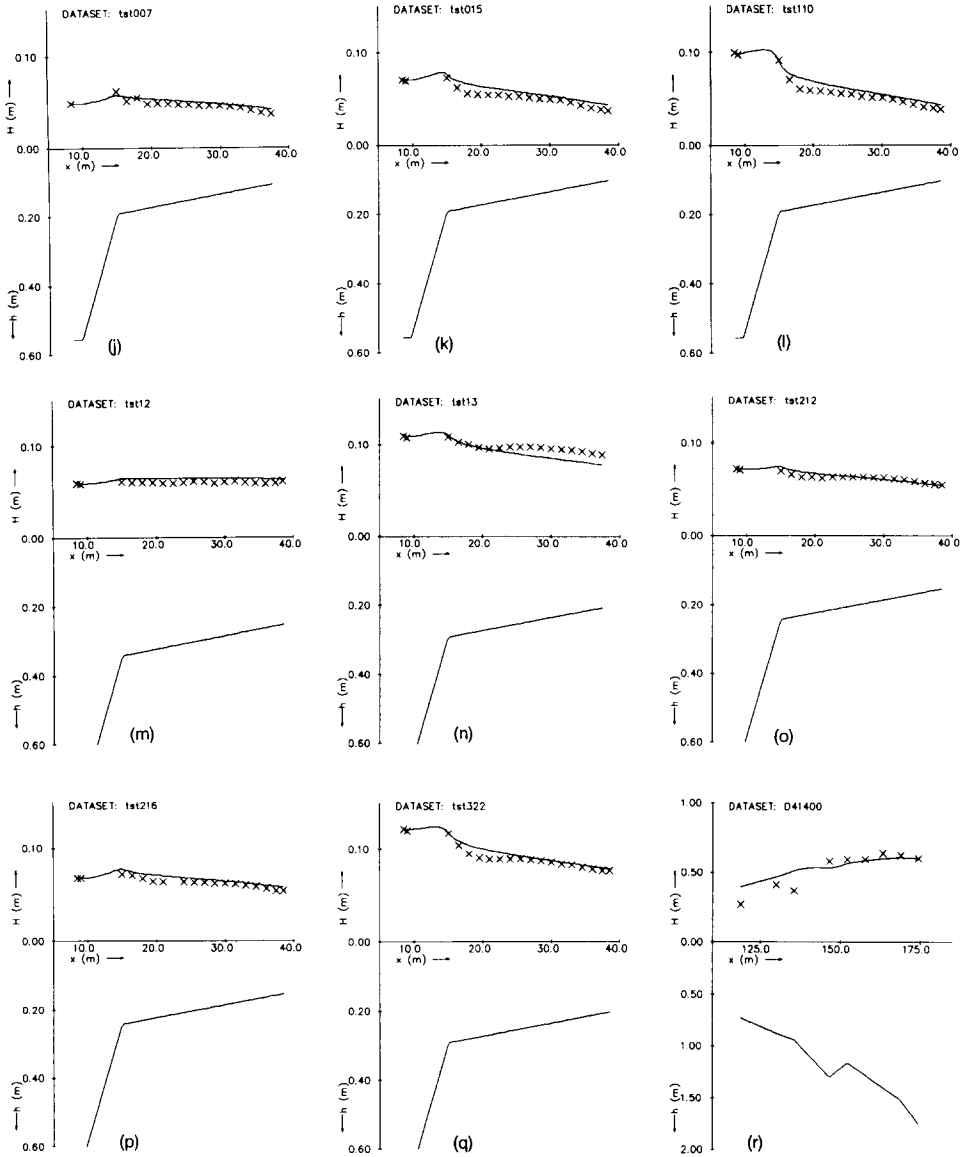 DATASET: tst007
0.10
H (m)
0.00
10.0 20.0 30.0 40.0
x (m)
0.20
0.40
h (m)
0.60
(j)
DATASET: tst015
0.10
H (m)
0.00
10.0 20.0 30.0 40.0
x (m)
0.20
0.40
h (m)
0.60
(k)
DATASET: tst110
0.10
H (m)
0.00
10.0 20.0 30.0 40.0
x (m)
0.20
0.40
h (m)
0.60
(l)
DATASET: tst12
0.10
H (m)
0.00
10.0 20.0 30.0 40.0
x (m)
0.20
0.40
h (m)
0.60
(m)
DATASET: tst13
0.10
H (m)
0.00
10.0 20.0 30.0 40.0
x (m)
0.20
0.40
h (m)
0.60
(n)
DATASET: tst212
0.10
H (m)
0.00
10.0 20.0 30.0 40.0
x (m)
0.20
0.40
h (m)
0.60
(o)
DATASET: tst216
0.10
H (m)
0.00
10.0 20.0 30.0 40.0
x (m)
0.20
0.40
h (m)
0.60
(p)
DATASET: tst322
0.10
H (m)
0.00
10.0 20.0 30.0 40.0
x (m)
0.20
0.40
h (m)
0.60
(q)
DATASET: D41400
1.00
0.50
H (m)
0.00
125.0 150.0 175.0
x (m)
0.50
1.00
1.50
h (m)
2.00
(r)